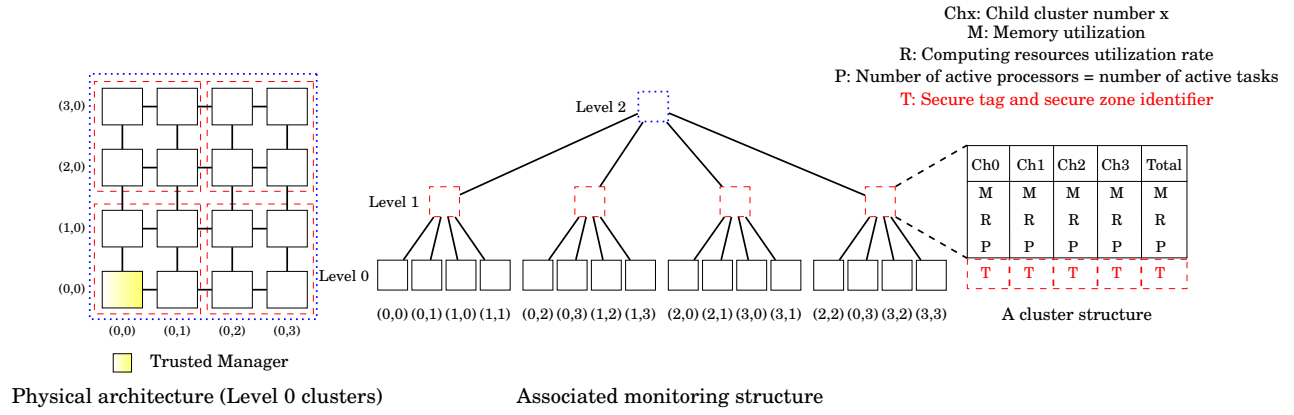 Chx: Child cluster number x
M: Memory utilization
R: Computing resources utilization rate
P: Number of active processors = number of active tasks
T: Secure tag and secure zone identifier
(3,0)
(2,0)
(1,0)
(0,0)
(0,0) (0,1) (0,2) (0,3)
Trusted Manager
Physical architecture (Level 0 clusters)
Level 2
Level 1
Level 0
(0,0) (0,1) (1,0) (1,1) (0,2) (0,3) (1,2) (1,3) (2,0) (2,1) (3,0) (3,1) (2,2) (0,3) (3,2) (3,3)
Associated monitoring structure
Ch0 Ch1 Ch2 Ch3 Total
M M M M M
R R R R R
P P P P P
T T T T T
A cluster structure